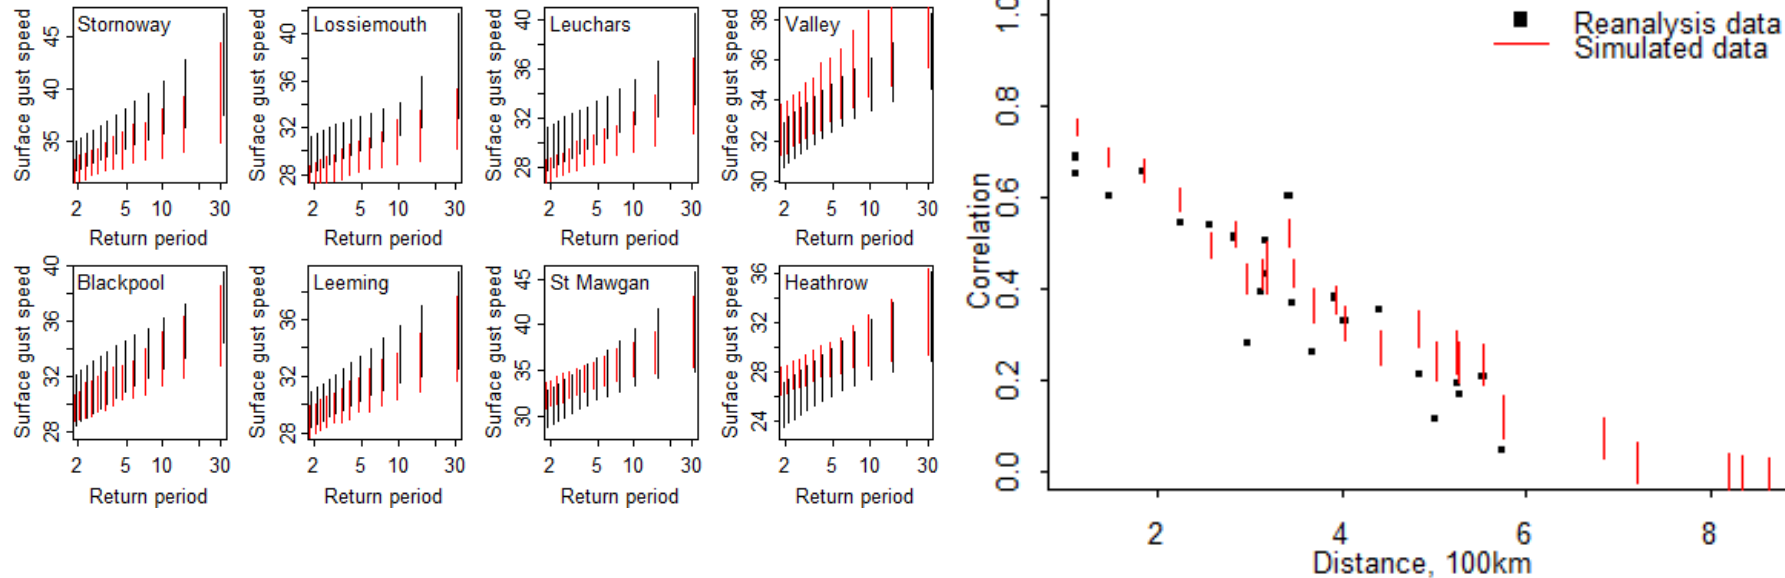 Stornoway
Surface gust speed
35 40 45
2 5 10 30
Return period
Lossiemouth
Surface gust speed
28 32 36 40
2 5 10 30
Return period
Leuchars
Surface gust speed
28 32 36 40
2 5 10 30
Return period
Valley
Surface gust speed
30 32 34 36 38
2 5 10 30
Return period
Blackpool
Surface gust speed
28 32 36 40
2 5 10 30
Return period
Leeming
Surface gust speed
28 32 36
2 5 10 30
Return period
St Mawgan
Surface gust speed
30 35 40 45
2 5 10 30
Return period
Heathrow
Surface gust speed
24 28 32 36
2 5 10 30
Return period
Reanalysis data
Simulated data
Correlation
0.0 0.2 0.4 0.6 0.8 1.0
2 4 6 8
Distance, 100km